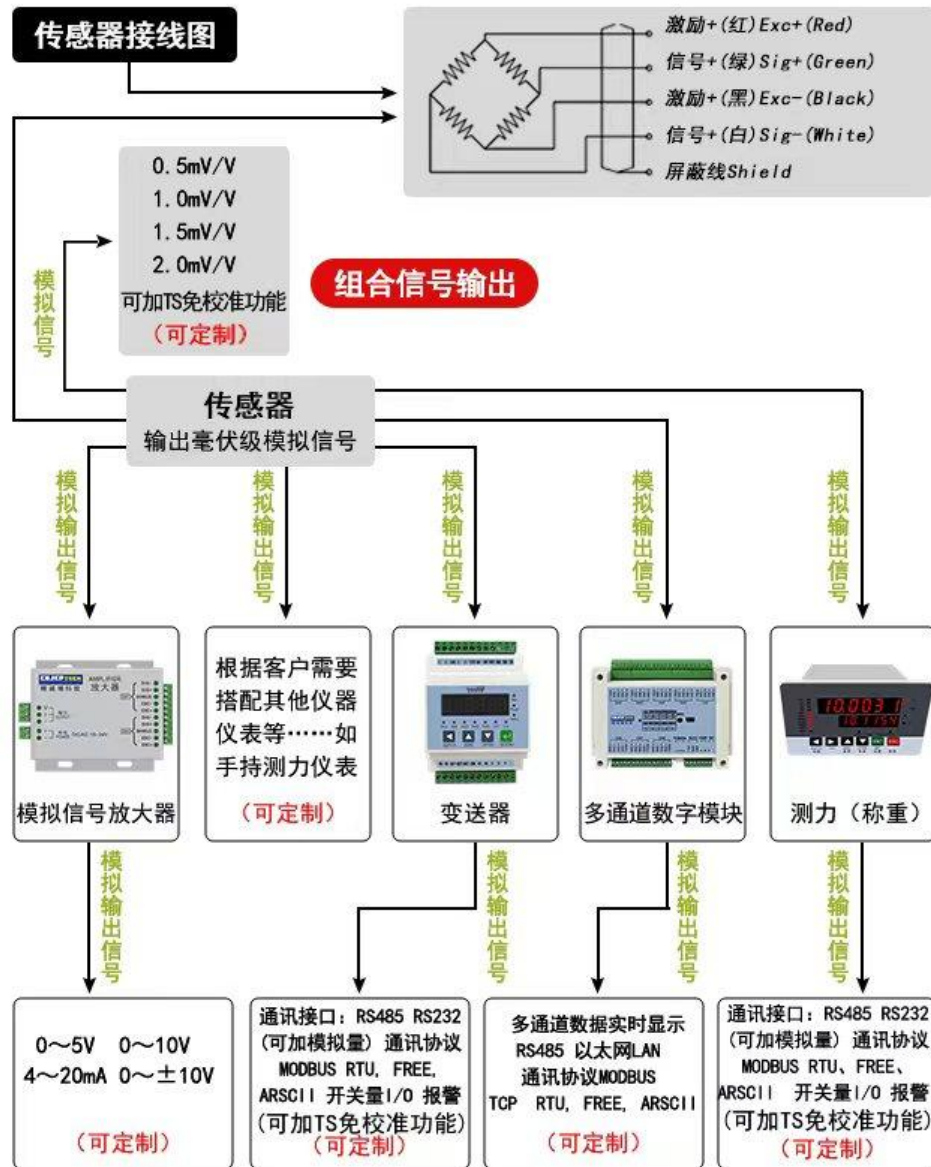 传感器接线图
激励+(红)Exc+(Red)
信号+(绿)Sig+(Green)
激励+(黑)Exc-(Black)
信号+(白)Sig-(White)
屏蔽线Shield
0.5mV/V
1.0mV/V
1.5mV/V
2.0mV/V
可加TS免校准功能
(可定制)
模拟信号
组合信号输出
传感器
输出毫伏级模拟信号
模拟输出信号
模拟输出信号
模拟输出信号
模拟输出信号
模拟输出信号
AMPLIFIER
放大器
模拟信号放大器
根据客户需要
搭配其他仪器
仪表等……如
手持测力仪表
(可定制)
变送器
多通道数字模块
10.0031
10.1154
测力(称重)
模拟输出信号
模拟输出信号
模拟输出信号
模拟输出信号
0～5V 0～10V
4～20mA 0～±10V
(可定制)
通讯接口: RS485 RS232
(可加模拟量) 通讯协议
MODBUS RTU, FREE,
ARSCII 开关量I/O 报警
(可加TS免校准功能)
(可定制)
多通道数据实时显示
RS485 以太网LAN
通讯协议MODBUS
TCP RTU, FREE, ARSCII
(可定制)
通讯接口: RS485 RS232
(可加模拟量) 通讯协议
MODBUS RTU、FREE、
ARSCII 开关量I/O 报警
(可加TS免校准功能)
(可定制)